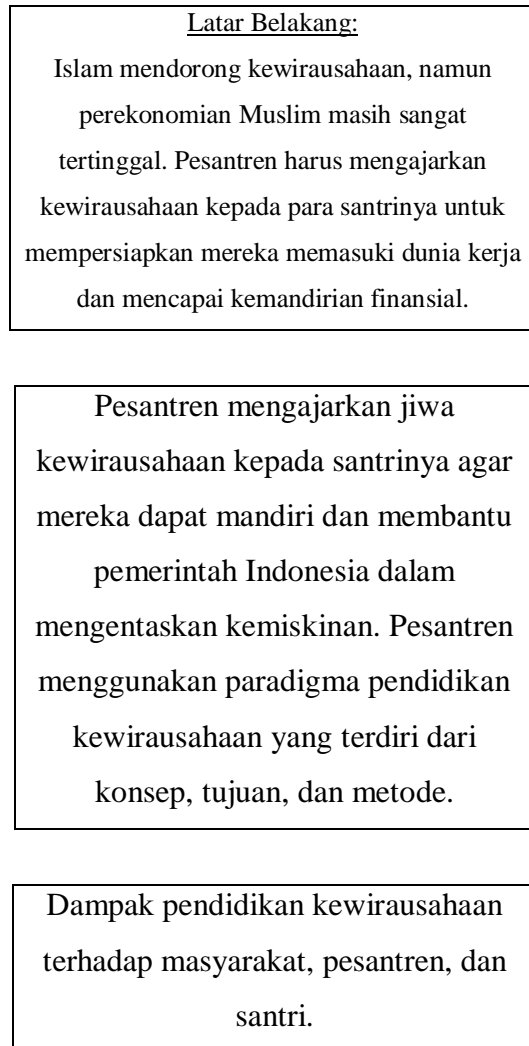 Latar Belakang:
Islam mendorong kewirausahaan, namun
perekonomian Muslim masih sangat
tertinggal. Pesantren harus mengajarkan
kewirausahaan kepada para santrinya untuk
mempersiapkan mereka memasuki dunia kerja
dan mencapai kemandirian finansial.
Pesantren mengajarkan jiwa
kewirausahaan kepada santrinya agar
mereka dapat mandiri dan membantu
pemerintah Indonesia dalam
mengentaskan kemiskinan. Pesantren
menggunakan paradigma pendidikan
kewirausahaan yang terdiri dari
konsep, tujuan, dan metode.
Dampak pendidikan kewirausahaan
terhadap masyarakat, pesantren, dan
santri.